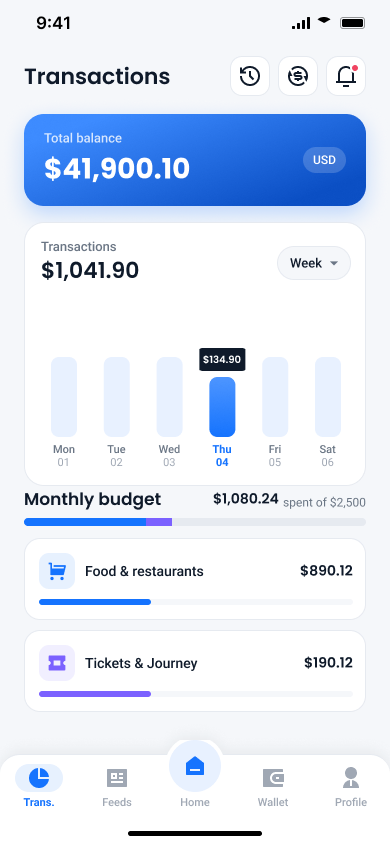 9:41
Transactions
Total balance
$41,900.10
USD
Transactions
$1,041.90
Week
$134.90
Mon Tue Wed Thu Fri Sat
01 02 03 04 05 06
Monthly budget $1,080.24 spent of $2,500
Food & restaurants $890.12
Tickets & Journey $190.12
Trans. Feeds Home Wallet Profile